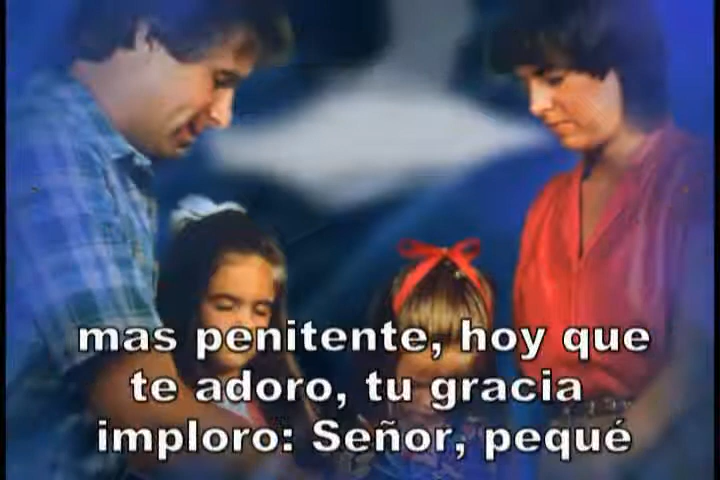 mas penitente, hoy que
te adoro, tu gracia
imploro: Señor, pequé